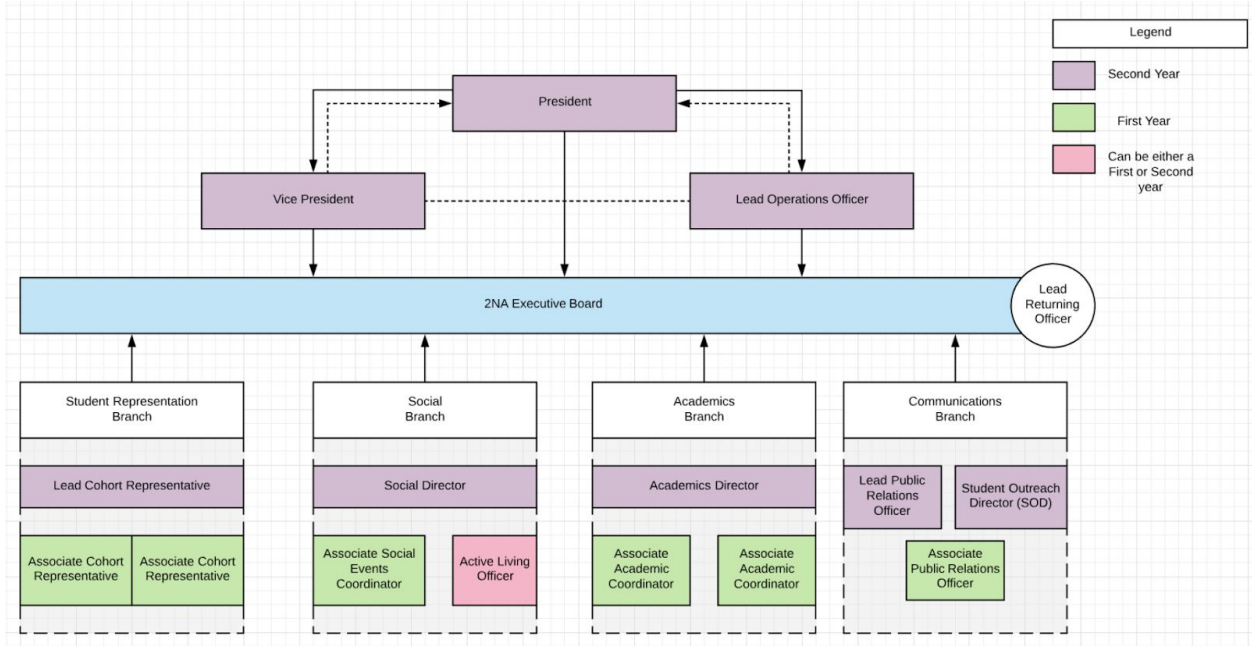 Legend
Second Year
First Year
Can be either a
First or Second
year
President
Vice President
Lead Operations Officer
2NA Executive Board
Lead
Returning
Officer
Student Representation
Branch
Social
Branch
Academics
Branch
Communications
Branch
Lead Cohort Representative
Social Director
Academics Director
Lead Public
Relations
Officer
Student Outreach
Director (SOD)
Associate Cohort
Representative
Associate Cohort
Representative
Associate Social
Events
Coordinator
Active Living
Officer
Associate
Academic
Coordinator
Associate
Academic
Coordinator
Associate
Public Relations
Officer